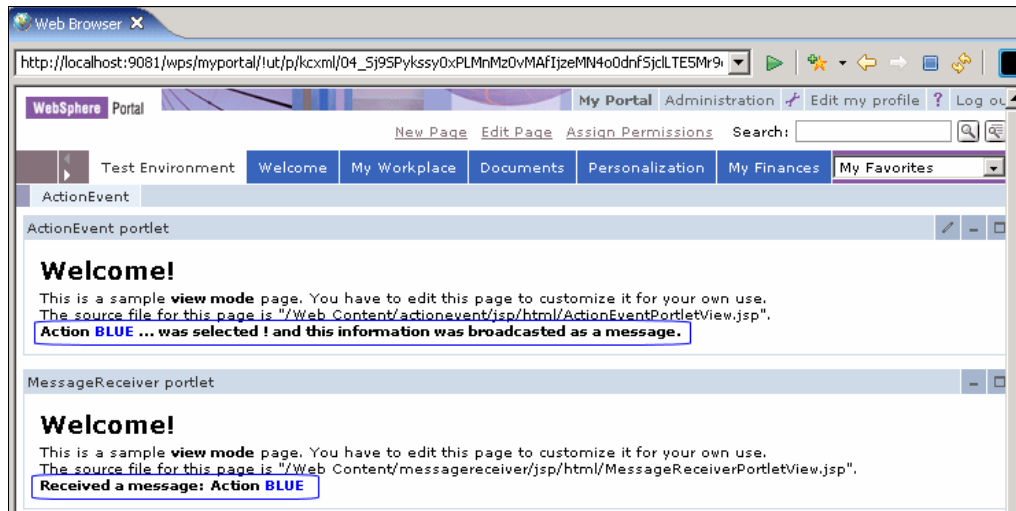 Web Browser
http://localhost:9081/wps/myportal/!ut/p/kcxml/04_Sj9SPykssy0xPLMnMz0vMAfIjzeMN4o0dnfSjclLTE5Mr9
WebSphere Portal
My Portal Administration Edit my profile ? Log ou
New Page Edit Page Assign Permissions Search:
Test Environment Welcome My Workplace Documents Personalization My Finances My Favorites
ActionEvent
ActionEvent portlet
Welcome!
This is a sample view mode page. You have to edit this page to customize it for your own use.
The source file for this page is "/Web Content/actionevent/jsp/html/ActionEventPortletView.jsp".
Action BLUE ... was selected ! and this information was broadcasted as a message.
MessageReceiver portlet
Welcome!
This is a sample view mode page. You have to edit this page to customize it for your own use.
The source file for this page is "/Web Content/messagereceiver/jsp/html/MessageReceiverPortletView.jsp".
Received a message: Action BLUE